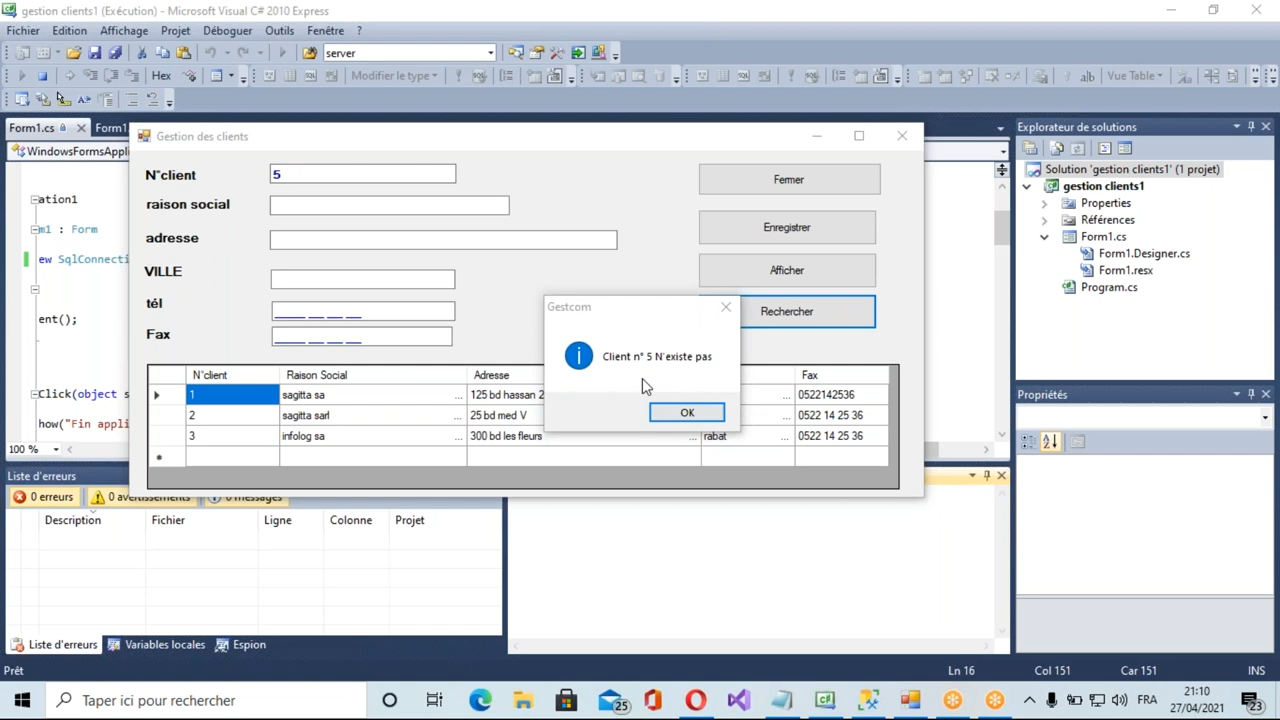 gestion clients1 (Exécution) - Microsoft Visual C# 2010 Express
Fichier Edition Affichage Projet Déboguer Outils Fenêtre ?
server
Hex Modifier le type Vue Table
Form1.cs Form1.
WindowsFormsAppli
ation1
m1 : Form
ew SqlConnecti
ent();
Click(object s
how("Fin appli
100 %
Gestion des clients
N°client 5
raison social
adresse
VILLE
tél
Fax
Fermer
Enregistrer
Afficher
Rechercher
N°client Raison Social Adresse Fax
1 sagitta sa ... 125 bd hassan 2 ... 0522142536
2 sagitta sarl ... 25 bd med V ... 0522 14 25 36
3 infolog sa ... 300 bd les fleurs ... rabat ... 0522 14 25 36
Gestcom
Client n° 5 N'existe pas
OK
Explorateur de solutions
Solution 'gestion clients1' (1 projet)
gestion clients1
Properties
Références
Form1.cs
Form1.Designer.cs
Form1.resx
Program.cs
Propriétés
Liste d'erreurs
0 erreurs 0 avertissements 0 messages
Description Fichier Ligne Colonne Projet
Liste d'erreurs Variables locales Espion
Prêt Ln 16 Col 151 Car 151 INS
Taper ici pour rechercher
25
FRA
21:10
27/04/2021
23